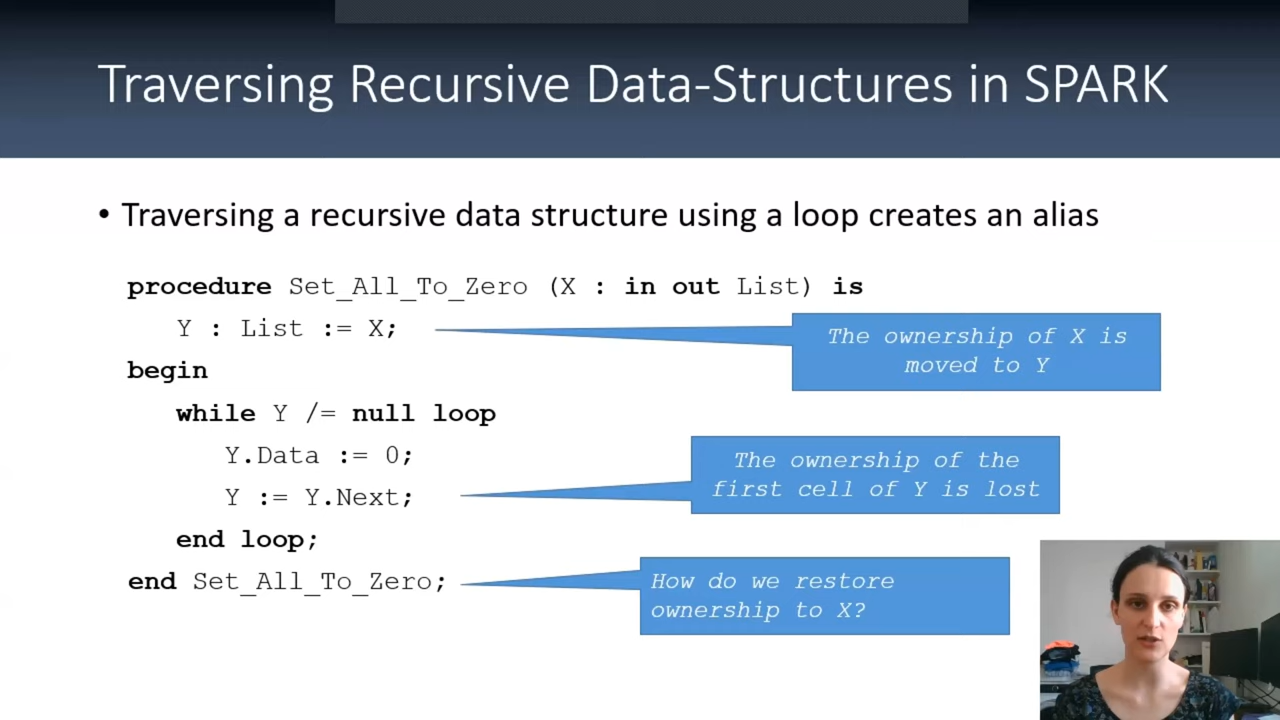 Traversing Recursive Data-Structures in SPARK
• Traversing a recursive data structure using a loop creates an alias
procedure Set_All_To_Zero (X : in out List) is
Y : List := X;
The ownership of X is
moved to Y
begin
while Y /= null loop
Y.Data := 0;
The ownership of the
first cell of Y is lost
Y := Y.Next;
end loop;
end Set_All_To_Zero;
How do we restore
ownership to X?